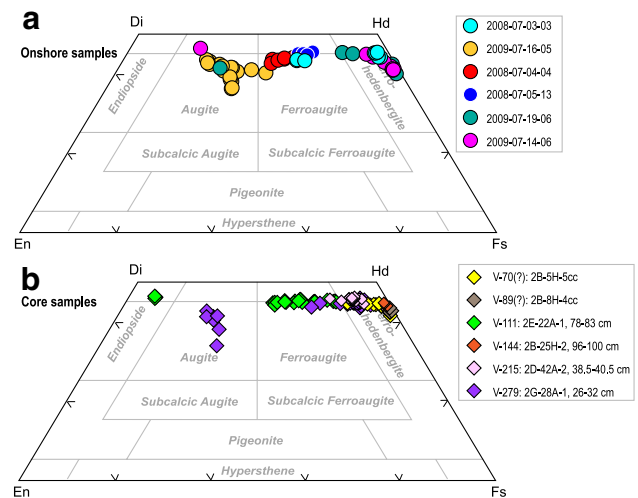 a
Onshore samples
Di
Hd
Endiopside
Augite
Ferroaugite
ferro-
hedenbergite
Subcalcic Augite
Subcalcic Ferroaugite
Pigeonite
Hypersthene
En
Fs
2008-07-03-03
2009-07-16-05
2008-07-04-04
2008-07-05-13
2009-07-19-06
2009-07-14-06
b
Core samples
Di
Hd
Endiopside
Augite
Ferroaugite
ferro-
hedenbergite
Subcalcic Augite
Subcalcic Ferroaugite
Pigeonite
Hypersthene
En
Fs
V-70(?): 2B-5H-5cc
V-89(?): 2B-8H-4cc
V-111: 2E-22A-1, 78-83 cm
V-144: 2B-25H-2, 96-100 cm
V-215: 2D-42A-2, 38.5-40.5 cm
V-279: 2G-28A-1, 26-32 cm